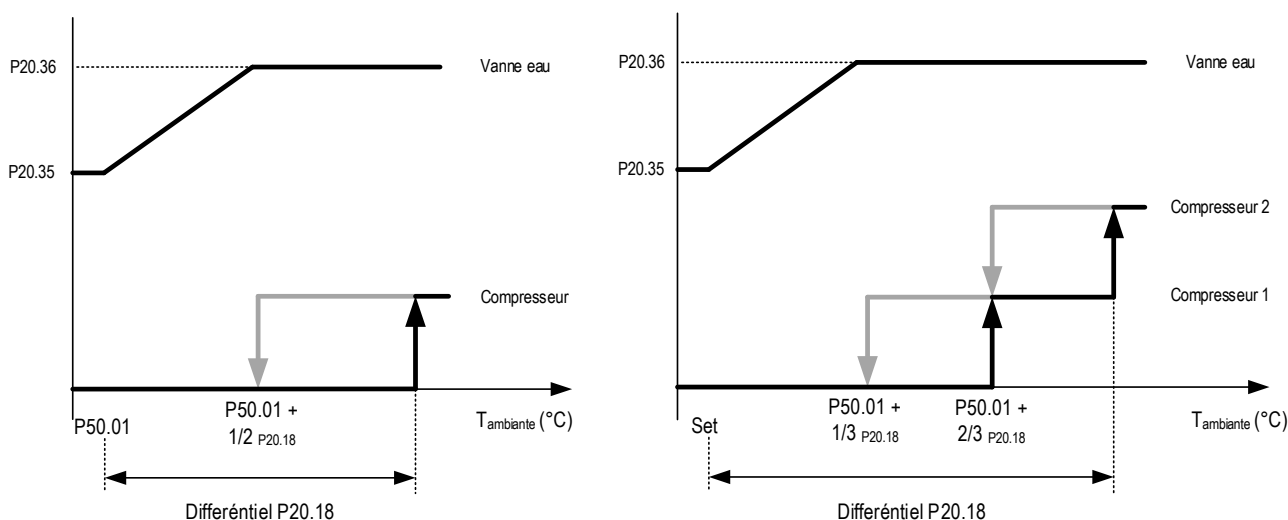 P20.36
Vanne eau
P20.35
Compresseur
P50.01
P50.01 +
1/2 P20.18
Tambiante (°C)
Differéntiel P20.18
P20.36
Vanne eau
P20.35
Compresseur 2
Compresseur 1
Set
P50.01 +
1/3 P20.18
P50.01 +
2/3 P20.18
Tambiante (°C)
Differéntiel P20.18